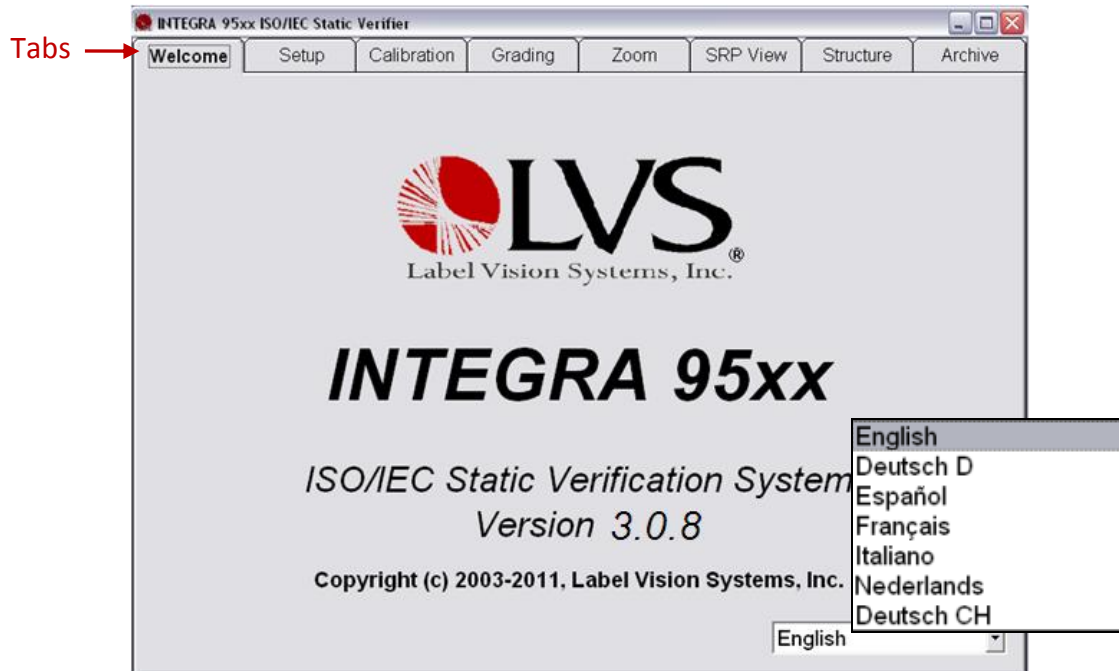 INTEGRA 95xx ISO/IEC Static Verifier
Tabs
Welcome Setup Calibration Grading Zoom SRP View Structure Archive
LVS®
Label Vision Systems, Inc.
INTEGRA 95xx
ISO/IEC Static Verification System
Version 3.0.8
Copyright (c) 2003-2011, Label Vision Systems, Inc.
English
Deutsch D
Español
Français
Italiano
Nederlands
Deutsch CH
English